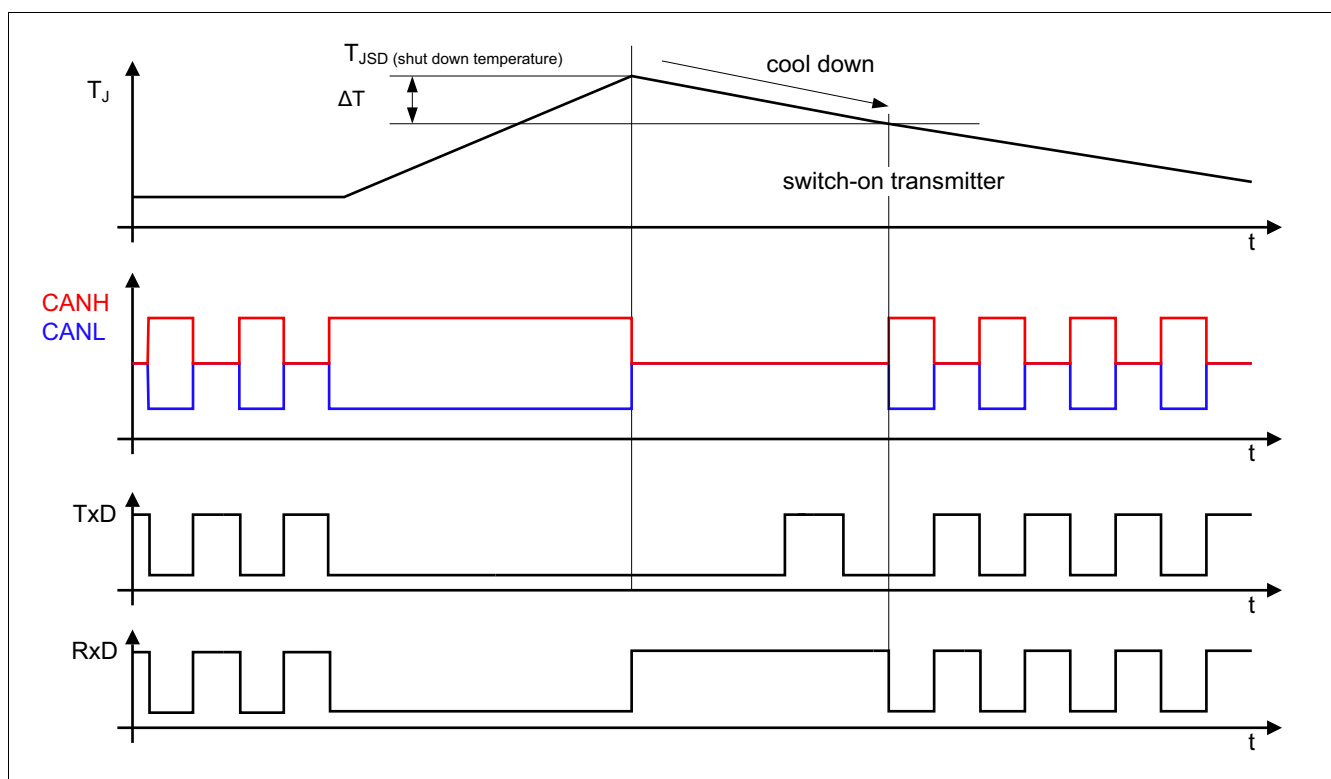 TJSD (shut down temperature)
cool down
TJ
ΔT
switch-on transmitter
t
CANH
CANL
t
TxD
t
RxD
t